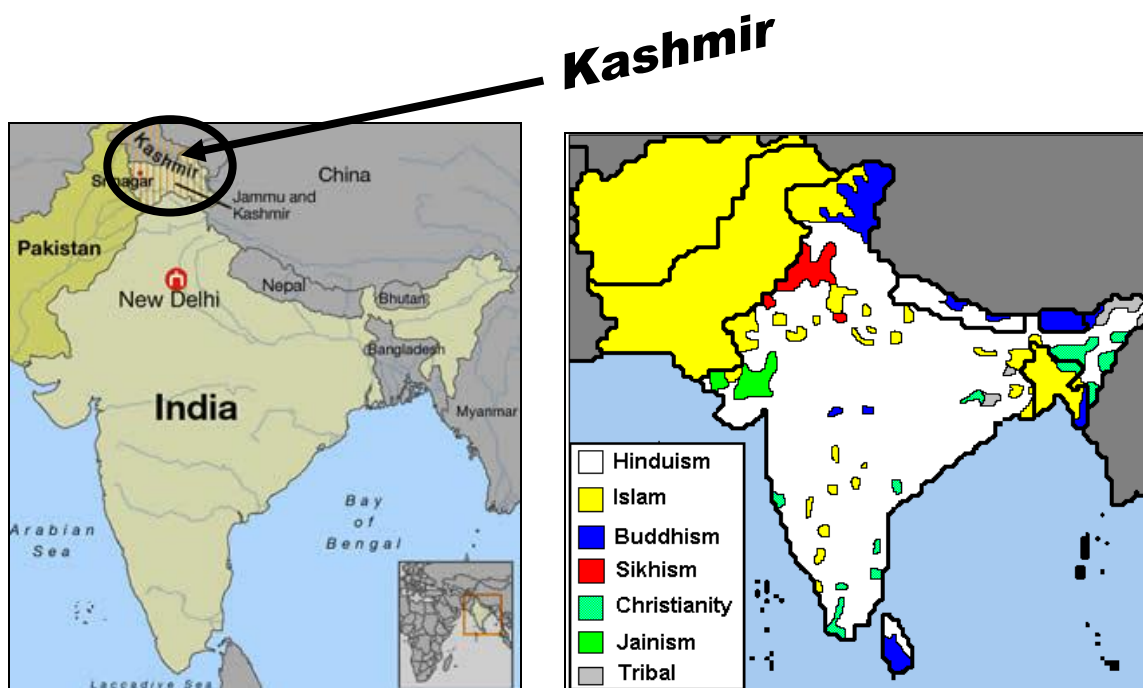 Kashmir
Kashmir
Srinagar
China
Jammu and
Kashmir
Pakistan
Nepal
New Delhi
Bhutan
Bangladesh
India
Myanmar
Bay
of
Bengal
Arabian
Sea
Laccadive Sea
Hinduism
Islam
Buddhism
Sikhism
Christianity
Jainism
Tribal